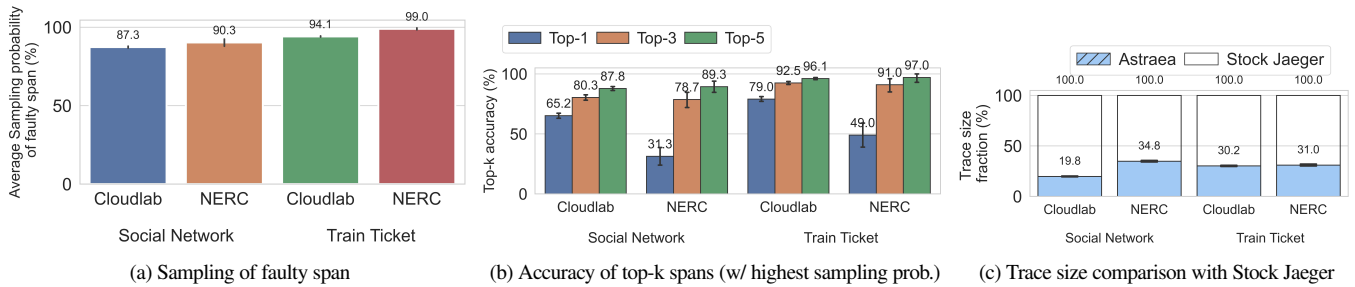 Average Sampling probability
of faulty span (%)
100
50
0
87.3
90.3
94.1
99.0
Cloudlab
NERC
Cloudlab
NERC
Social Network
Train Ticket
(a) Sampling of faulty span
Top-1
Top-3
Top-5
Top-k accuracy (%)
100
50
0
65.2
80.3
87.8
31.3
78.7
89.3
79.0
92.5
96.1
49.0
91.0
97.0
Cloudlab
NERC
Cloudlab
NERC
Social Network
Train Ticket
(b) Accuracy of top-k spans (w/ highest sampling prob.)
Astraea
Stock Jaeger
Trace size
fraction (%)
100
50
0
100.0
100.0
100.0
100.0
19.8
34.8
30.2
31.0
Cloudlab
NERC
Cloudlab
NERC
Social Network
Train Ticket
(c) Trace size comparison with Stock Jaeger